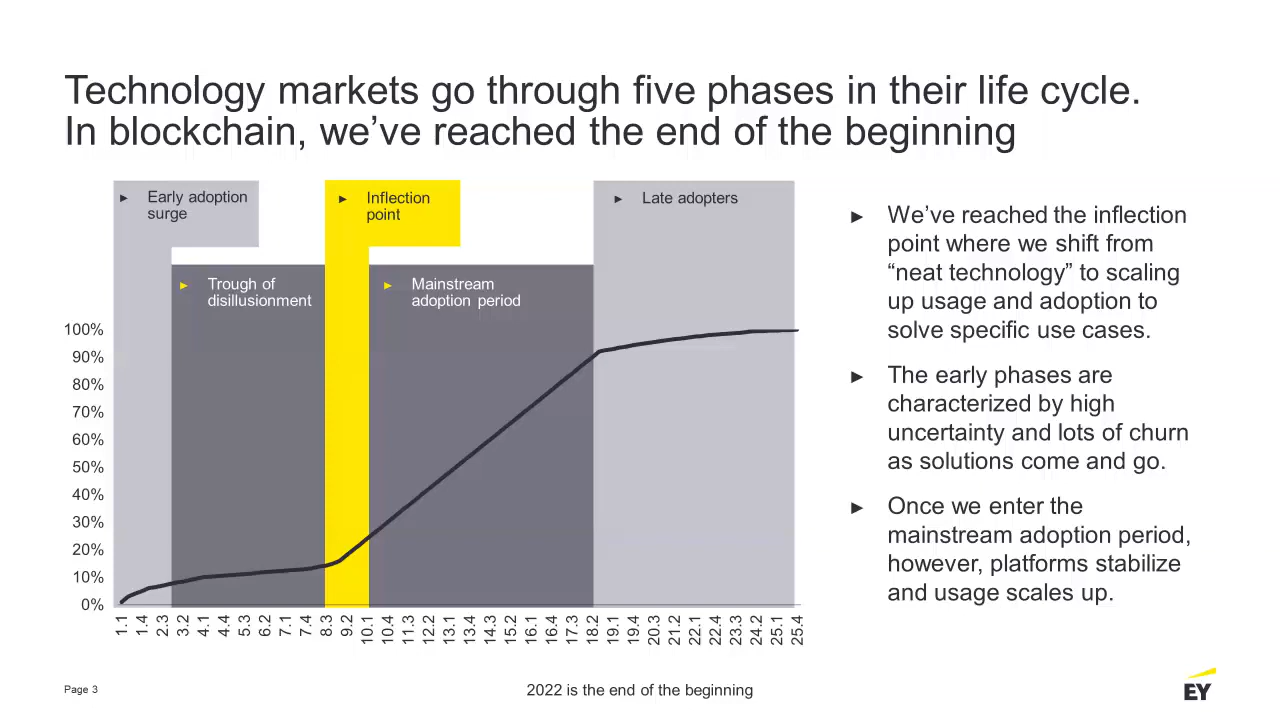 Technology markets go through five phases in their life cycle.
In blockchain, we’ve reached the end of the beginning
► Early adoption
surge
► Inflection
point
► Late adopters
► Trough of
disillusionment
► Mainstream
adoption period
100%
90%
80%
70%
60%
50%
40%
30%
20%
10%
0%
1.1 1.4 2.3 3.2 4.1 4.4 5.3 6.2 7.1 7.4 8.3 9.2 10.1 10.4 11.3 12.2 13.1 13.4 14.3 15.2 16.1 16.4 17.3 18.2 19.1 19.4 20.3 21.2 22.1 22.4 23.3 24.2 25.1 25.4
► We’ve reached the inflection
point where we shift from
“neat technology” to scaling
up usage and adoption to
solve specific use cases.
► The early phases are
characterized by high
uncertainty and lots of churn
as solutions come and go.
► Once we enter the
mainstream adoption period,
however, platforms stabilize
and usage scales up.
Page 3
2022 is the end of the beginning
EY